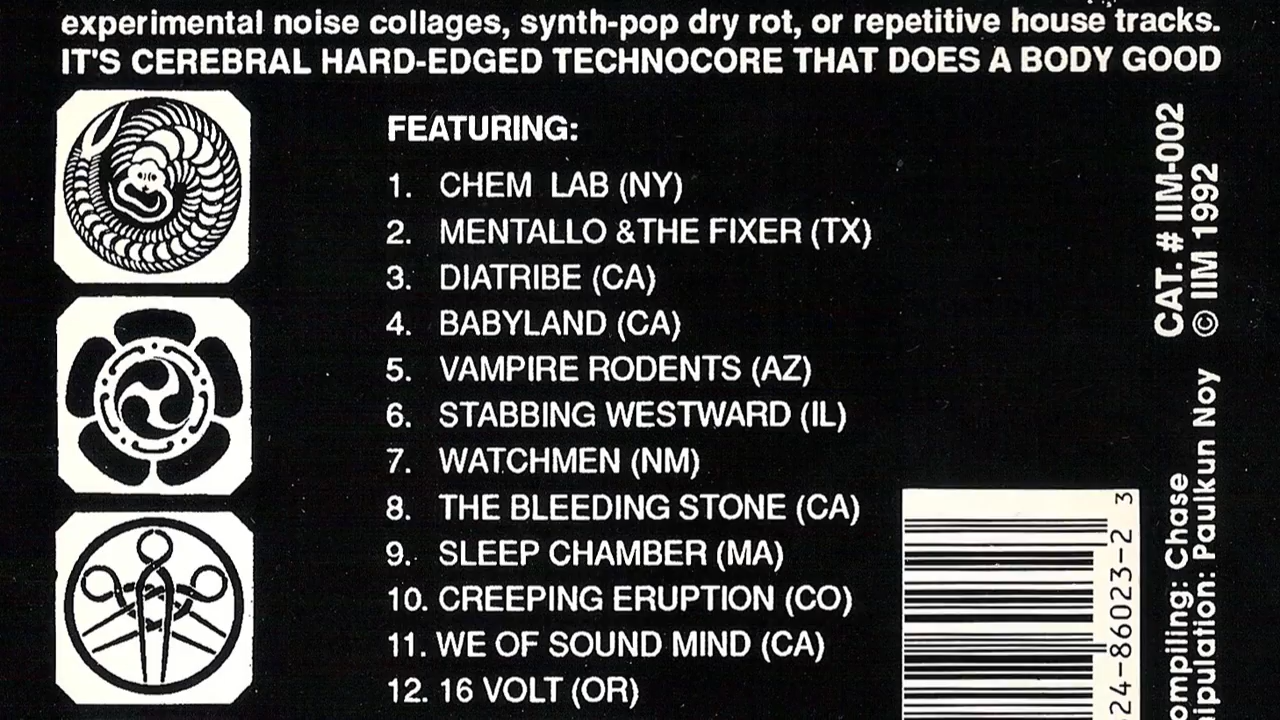 experimental noise collages, synth-pop dry rot, or repetitive house tracks.
IT'S CEREBRAL HARD-EDGED TECHNOCORE THAT DOES A BODY GOOD
FEATURING:
1. CHEM LAB (NY)
2. MENTALLO &THE FIXER (TX)
3. DIATRIBE (CA)
4. BABYLAND (CA)
5. VAMPIRE RODENTS (AZ)
6. STABBING WESTWARD (IL)
7. WATCHMEN (NM)
8. THE BLEEDING STONE (CA)
9. SLEEP CHAMBER (MA)
10. CREEPING ERUPTION (CO)
11. WE OF SOUND MIND (CA)
12. 16 VOLT (OR)
CAT. # IIM-002
© IIM 1992
ompiling: Chase
ipulation: Paulkun Noy
24-86023-2 3